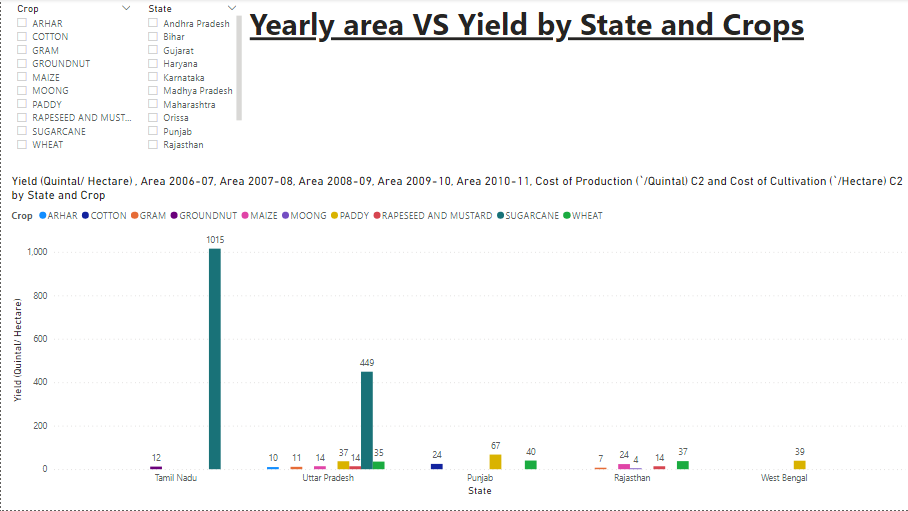 Yearly area VS Yield by State and Crops
Crop
ARHAR
COTTON
GRAM
GROUNDNUT
MAIZE
MOONG
PADDY
RAPESEED AND MUST...
SUGARCANE
WHEAT
State
Andhra Pradesh
Bihar
Gujarat
Haryana
Karnataka
Madhya Pradesh
Maharashtra
Orissa
Punjab
Rajasthan
Yield (Quintal/ Hectare) , Area 2006-07, Area 2007-08, Area 2008-09, Area 2009-10, Area 2010-11, Cost of Production (`/Quintal) C2 and Cost of Cultivation (`/Hectare) C2
by State and Crop
Crop ARHAR COTTON GRAM GROUNDNUT MAIZE MOONG PADDY RAPESEED AND MUSTARD SUGARCANE WHEAT
Yield (Quintal/ Hectare)
1,000
800
600
400
200
0
12 1015
10 11 14 37 14 449 35
24 67 40
7 24 4 14 37
39
Tamil Nadu Uttar Pradesh Punjab Rajasthan West Bengal
State